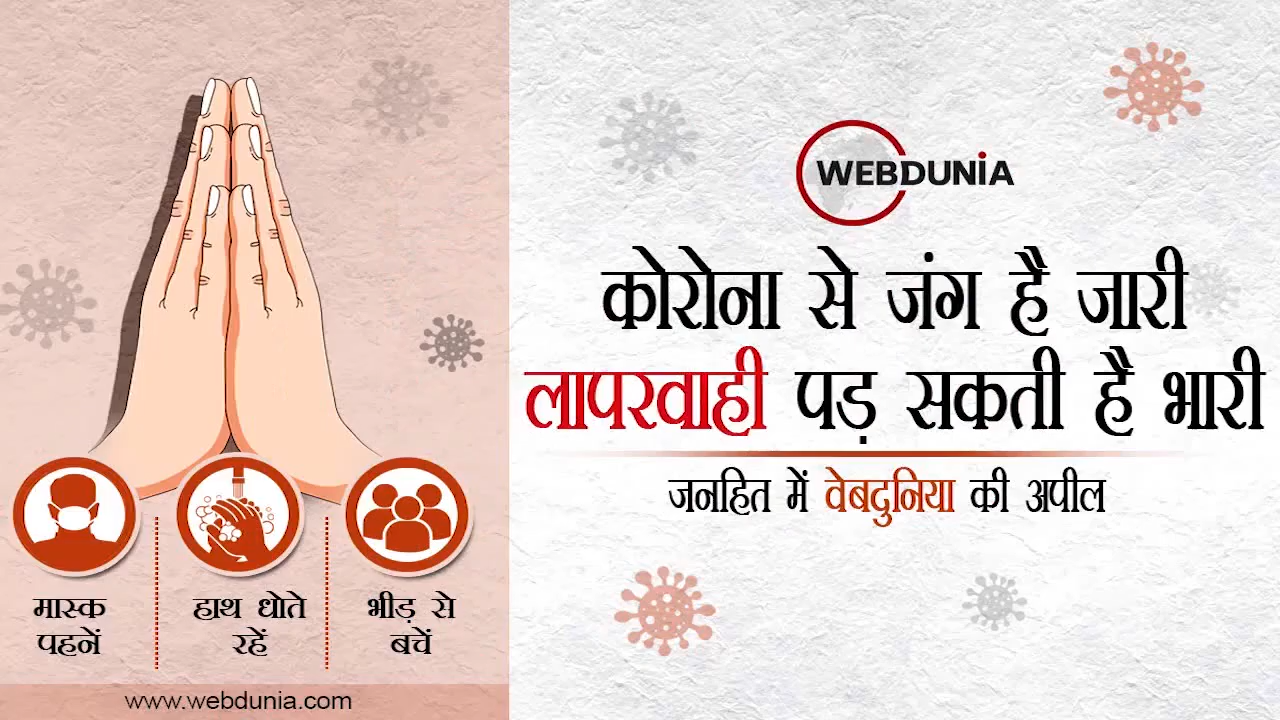 WEBDUNIA
कोरोना से जंग है जारी
लापरवाही पड़ सकती है भारी
जनहित में वेबदुनिया की अपील
मास्क
पहनें
हाथ धोते
रहें
भीड़ से
बचें
www.webdunia.com